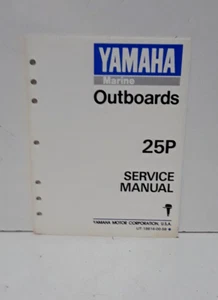 YAMAHA
Marine
Outboards
25P
SERVICE
MANUAL
YAMAHA MOTOR CORPORATION, U.S.A.